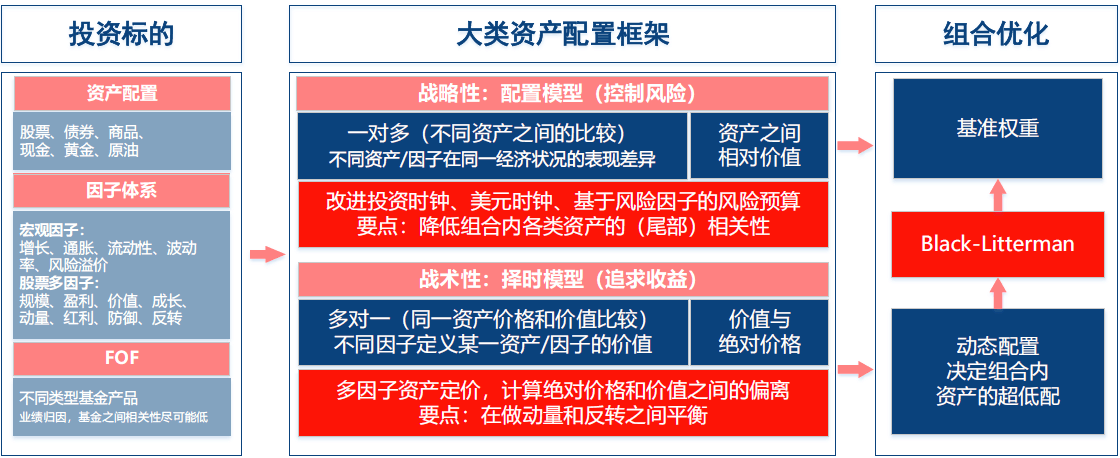 投资标的
资产配置
股票、债券、商品、
现金、黄金、原油
因子体系
宏观因子：
增长、通胀、流动性、波动
率、风险溢价
股票多因子：
规模、盈利、价值、成长、
动量、红利、防御、反转
FOF
不同类型基金产品
业绩归因，基金之间相关性尽可能低
大类资产配置框架
战略性：配置模型（控制风险）
一对多（不同资产之间的比较）
不同资产/因子在同一经济状况的表现差异
资产之间
相对价值
改进投资时钟、美元时钟、基于风险因子的风险预算
要点：降低组合内各类资产的（尾部）相关性
战术性：择时模型（追求收益）
多对一（同一资产价格和价值比较）
不同因子定义某一资产/因子的价值
价值与
绝对价格
多因子资产定价，计算绝对价格和价值之间的偏离
要点：在做动量和反转之间平衡
组合优化
基准权重
Black-Litterman
动态配置
决定组合内
资产的超低配